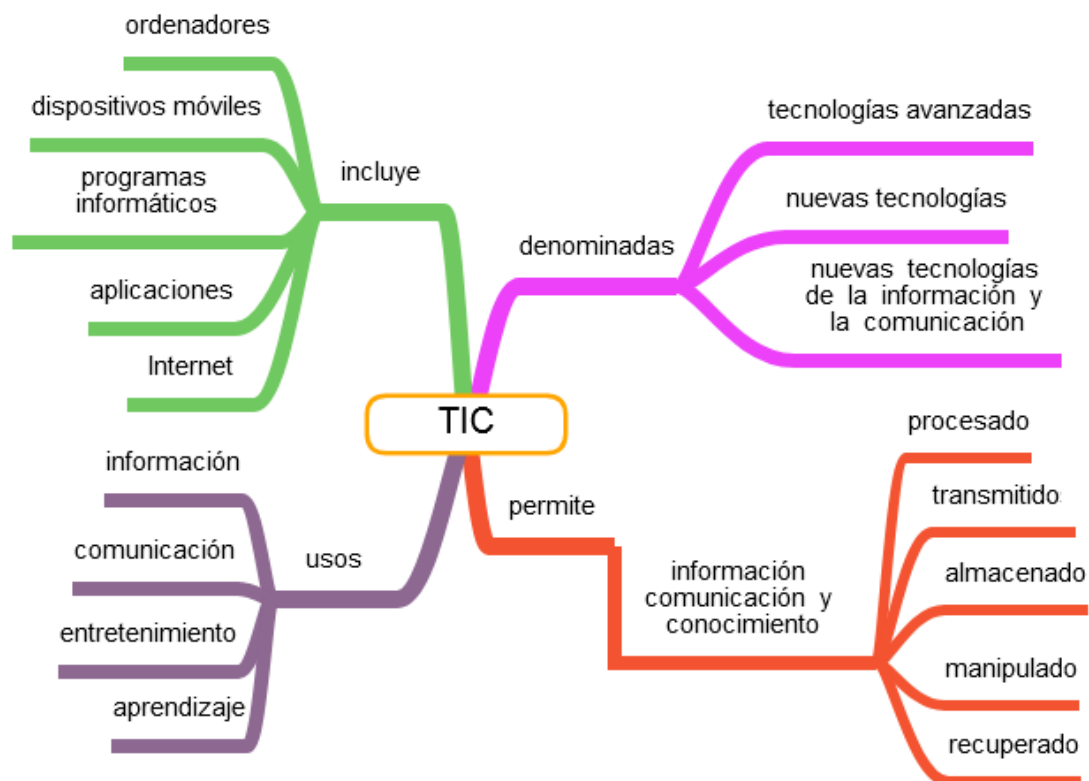 ordenadores
dispositivos móviles
programas
informáticos
aplicaciones
Internet
incluye
denominadas
tecnologías avanzadas
nuevas tecnologías
nuevas tecnologías
de la información y
la comunicación
TIC
información
comunicación
entretenimiento
aprendizaje
usos
permite
información
comunicación y
conocimiento
procesado
transmitido
almacenado
manipulado
recuperado